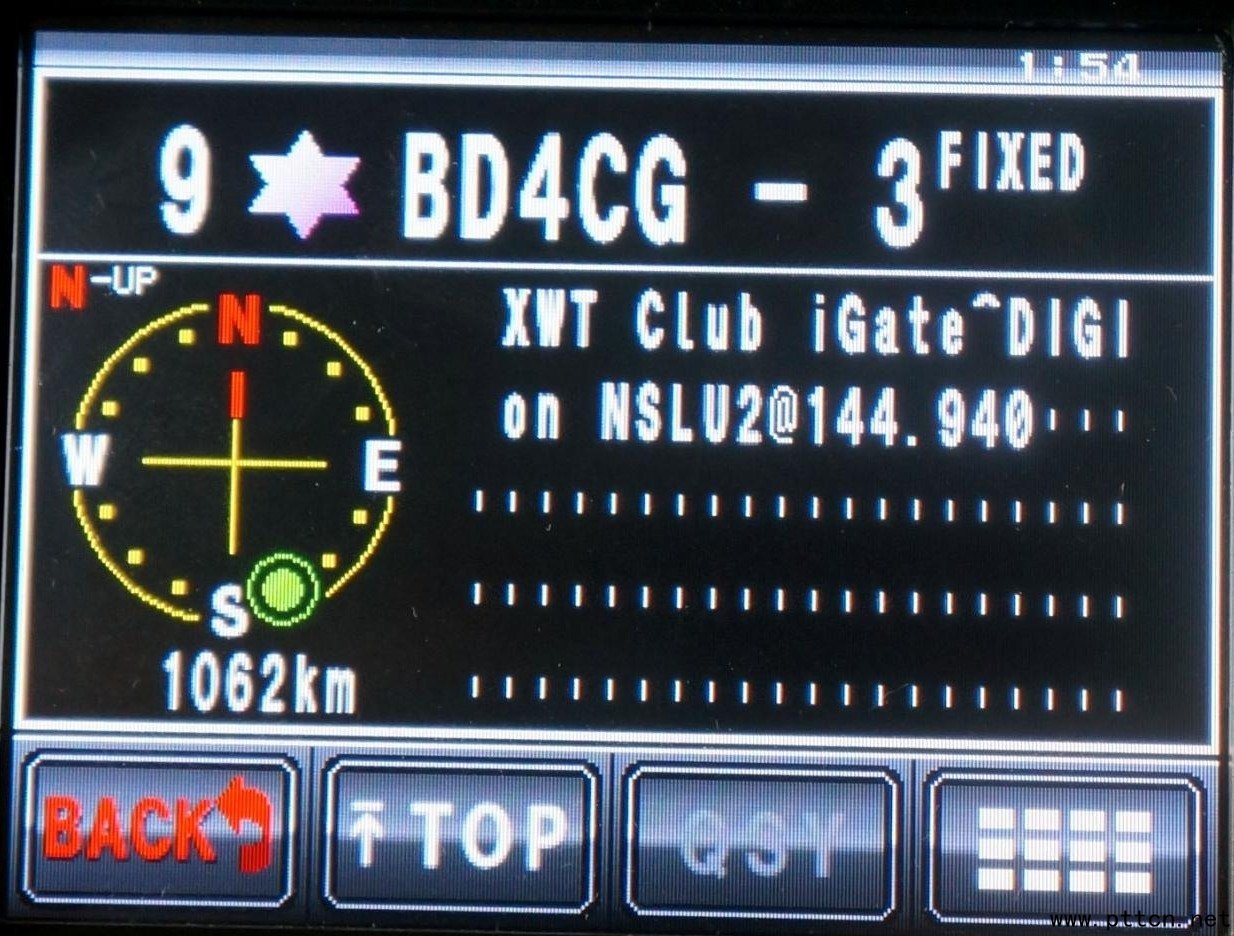 1:54
9 BD4CG - 3 FIXED
N-UP
N
W E
S
1062km
XWT Club iGate^DIGI
on NSLU2@144.940
BACK
TOP
QSY
www.pttcn.net